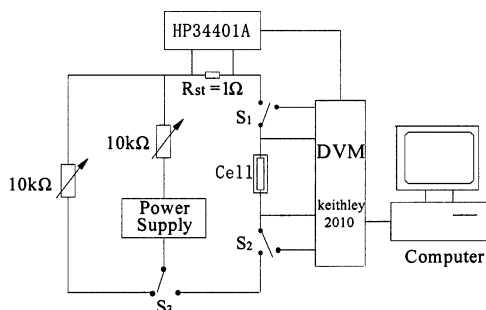 HP34401A
Rst =1Ω
S1
10kΩ
DVM
Cell
10kΩ
keithley
2010
Power
Supply
S2
Computer
S3